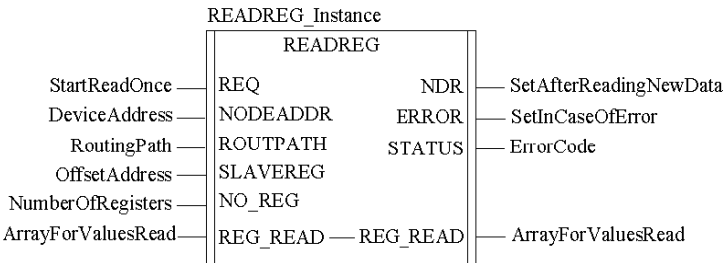 READREG_Instance
READREG
StartReadOnce REQ NDR SetAfterReadingNewData
DeviceAddress NODEADDR ERROR SetInCaseOfError
RoutingPath ROUTPATH STATUS ErrorCode
OffsetAddress SLAVEREG
NumberOfRegisters NO_REG
ArrayForValuesRead REG_READ REG_READ ArrayForValuesRead